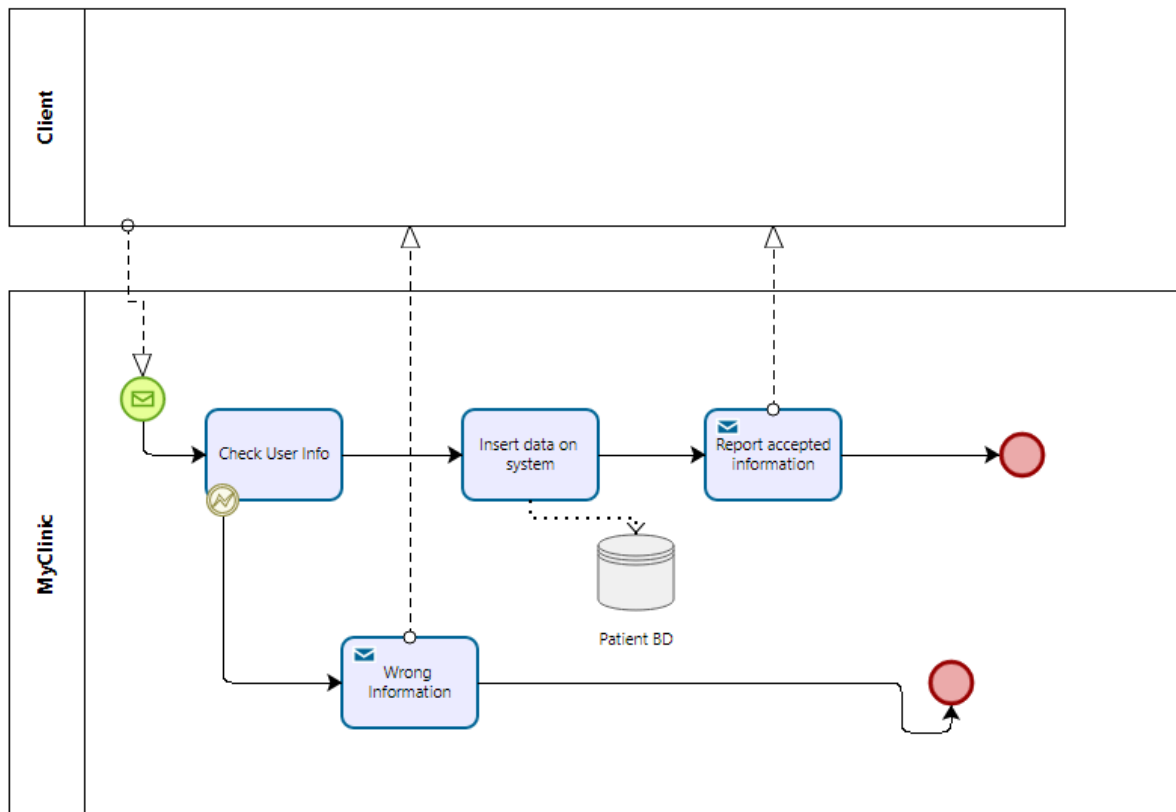 Client
MyClinic
Check User Info
Insert data on
system
Report accepted
information
Patient BD
Wrong
Information